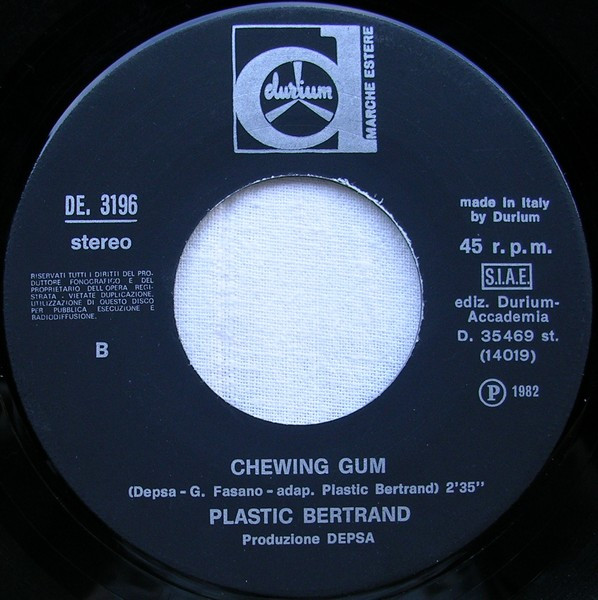 durium
MARCHE ESTERE
DE. 3196
stereo
RISERVATI TUTTI I DIRITTI DEL PRO-
DUTTORE FONOGRAFICO E DEL
PROPRIETARIO DELL'OPERA REGI-
STRATA - VIETATE DUPLICAZIONE,
UTILIZZAZIONE DI QUESTO DISCO
PER PUBBLICA ESECUZIONE E
RADIODIFFUSIONE.
B
made in Italy
by Durium
45 r.p.m.
S.I.A.E.
ediz. Durium-
Accademia
D. 35469 st.
(14019)
Ⓟ 1982
CHEWING GUM
(Depsa - G. Fasano - adap. Plastic Bertrand) 2'35"
PLASTIC BERTRAND
Produzione DEPSA